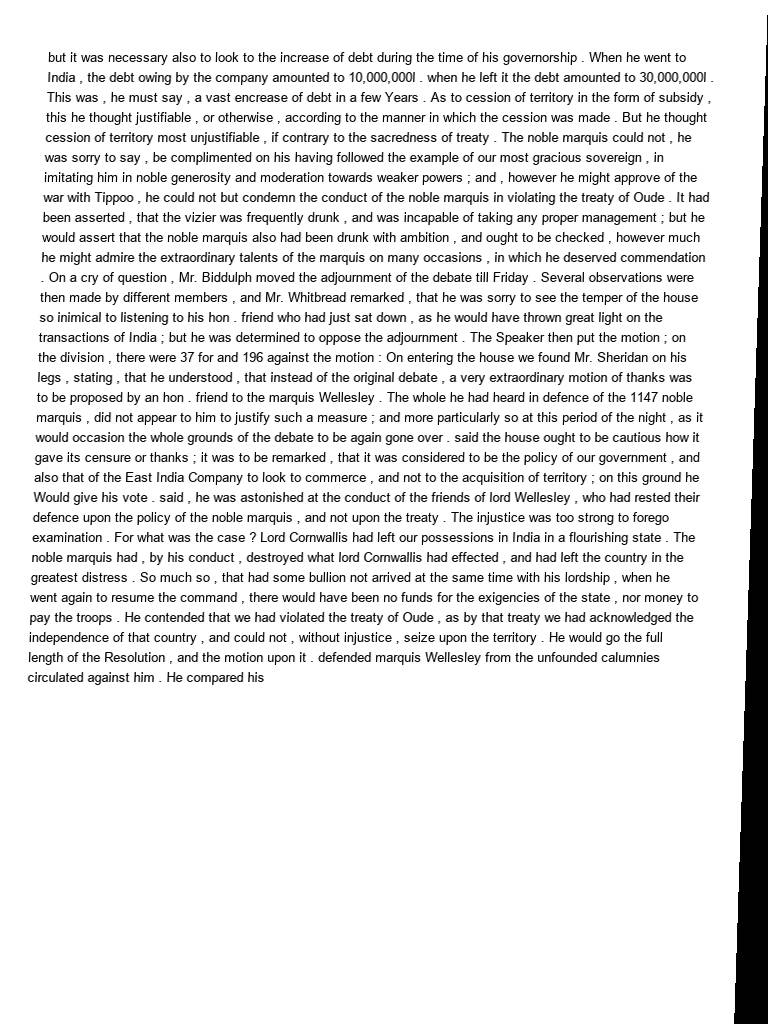 but it was necessary also to look to the increase of debt during the time of his governorship . When he went to
India , the debt owing by the company amounted to 10,000,000l . when he left it the debt amounted to 30,000,000l .
This was , he must say , a vast encrease of debt in a few Years . As to cession of territory in the form of subsidy ,
this he thought justifiable , or otherwise , according to the manner in which the cession was made . But he thought
cession of territory most unjustifiable , if contrary to the sacredness of treaty . The noble marquis could not , he
was sorry to say , be complimented on his having followed the example of our most gracious sovereign , in
imitating him in noble generosity and moderation towards weaker powers ; and , however he might approve of the
war with Tippoo , he could not but condemn the conduct of the noble marquis in violating the treaty of Oude . It had
been asserted , that the vizier was frequently drunk , and was incapable of taking any proper management ; but he
would assert that the noble marquis also had been drunk with ambition , and ought to be checked , however much
he might admire the extraordinary talents of the marquis on many occasions , in which he deserved commendation
. On a cry of question , Mr. Biddulph moved the adjournment of the debate till Friday . Several observations were
then made by different members , and Mr. Whitbread remarked , that he was sorry to see the temper of the house
so inimical to listening to his hon . friend who had just sat down , as he would have thrown great light on the
transactions of India ; but he was determined to oppose the adjournment . The Speaker then put the motion ; on
the division , there were 37 for and 196 against the motion : On entering the house we found Mr. Sheridan on his
legs , stating , that he understood , that instead of the original debate , a very extraordinary motion of thanks was
to be proposed by an hon . friend to the marquis Wellesley . The whole he had heard in defence of the 1147 noble
marquis , did not appear to him to justify such a measure ; and more particularly so at this period of the night , as it
would occasion the whole grounds of the debate to be again gone over . said the house ought to be cautious how it
gave its censure or thanks ; it was to be remarked , that it was considered to be the policy of our government , and
also that of the East India Company to look to commerce , and not to the acquisition of territory ; on this ground he
Would give his vote . said , he was astonished at the conduct of the friends of lord Wellesley , who had rested their
defence upon the policy of the noble marquis , and not upon the treaty . The injustice was too strong to forego
examination . For what was the case ? Lord Cornwallis had left our possessions in India in a flourishing state . The
noble marquis had , by his conduct , destroyed what lord Cornwallis had effected , and had left the country in the
greatest distress . So much so , that had some bullion not arrived at the same time with his lordship , when he
went again to resume the command , there would have been no funds for the exigencies of the state , nor money to
pay the troops . He contended that we had violated the treaty of Oude , as by that treaty we had acknowledged the
independence of that country , and could not , without injustice , seize upon the territory . He would go the full
length of the Resolution , and the motion upon it . defended marquis Wellesley from the unfounded calumnies
circulated against him . He compared his